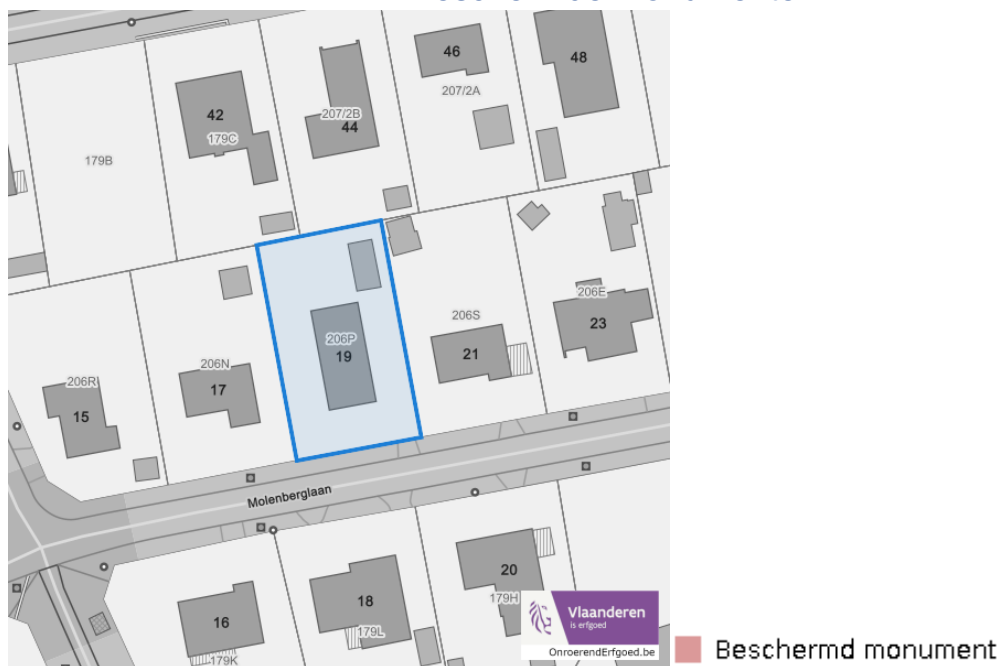 46
48
42
207/2A
207/2B
44
179C
179B
206E
206S
23
206P
19
21
206N
17
206R
15
Molenberglaan
20
179H
18
16
179L
179K
Vlaanderen
is erfgoed
OnroerendErfgoed.be
Beschermd monument